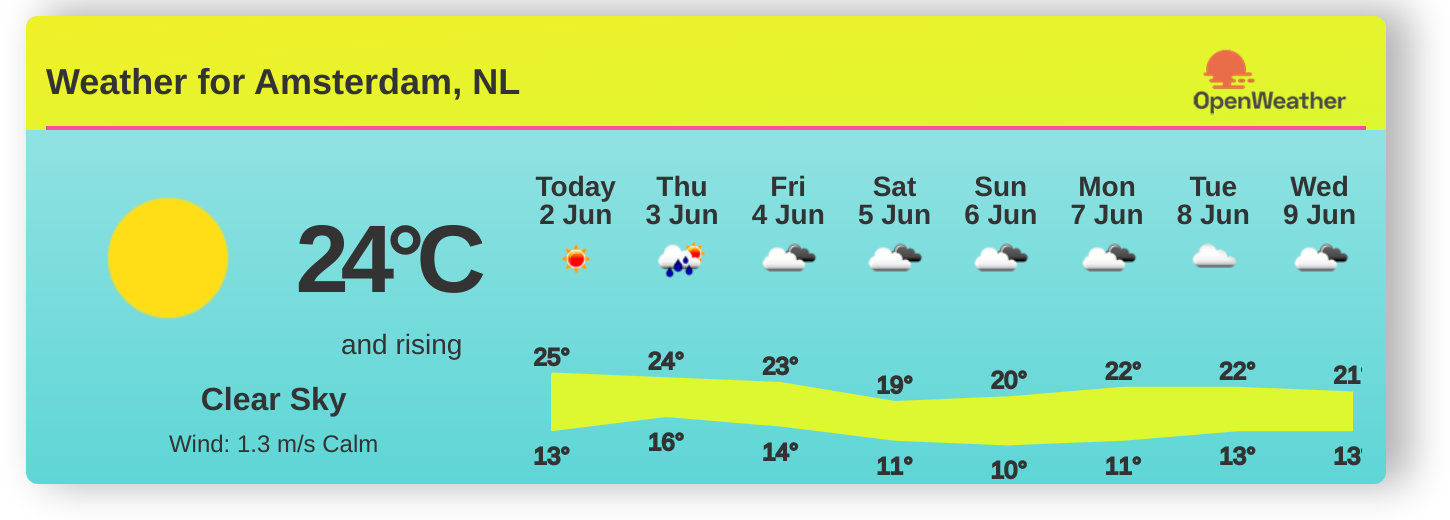 Weather for Amsterdam, NL
OpenWeather
Today Thu Fri Sat Sun Mon Tue Wed
2 Jun 3 Jun 4 Jun 5 Jun 6 Jun 7 Jun 8 Jun 9 Jun
24°C
and rising
Clear Sky
Wind: 1.3 m/s Calm
25° 24° 23° 19° 20° 22° 22° 21°
13° 16° 14° 11° 10° 11° 13° 13°